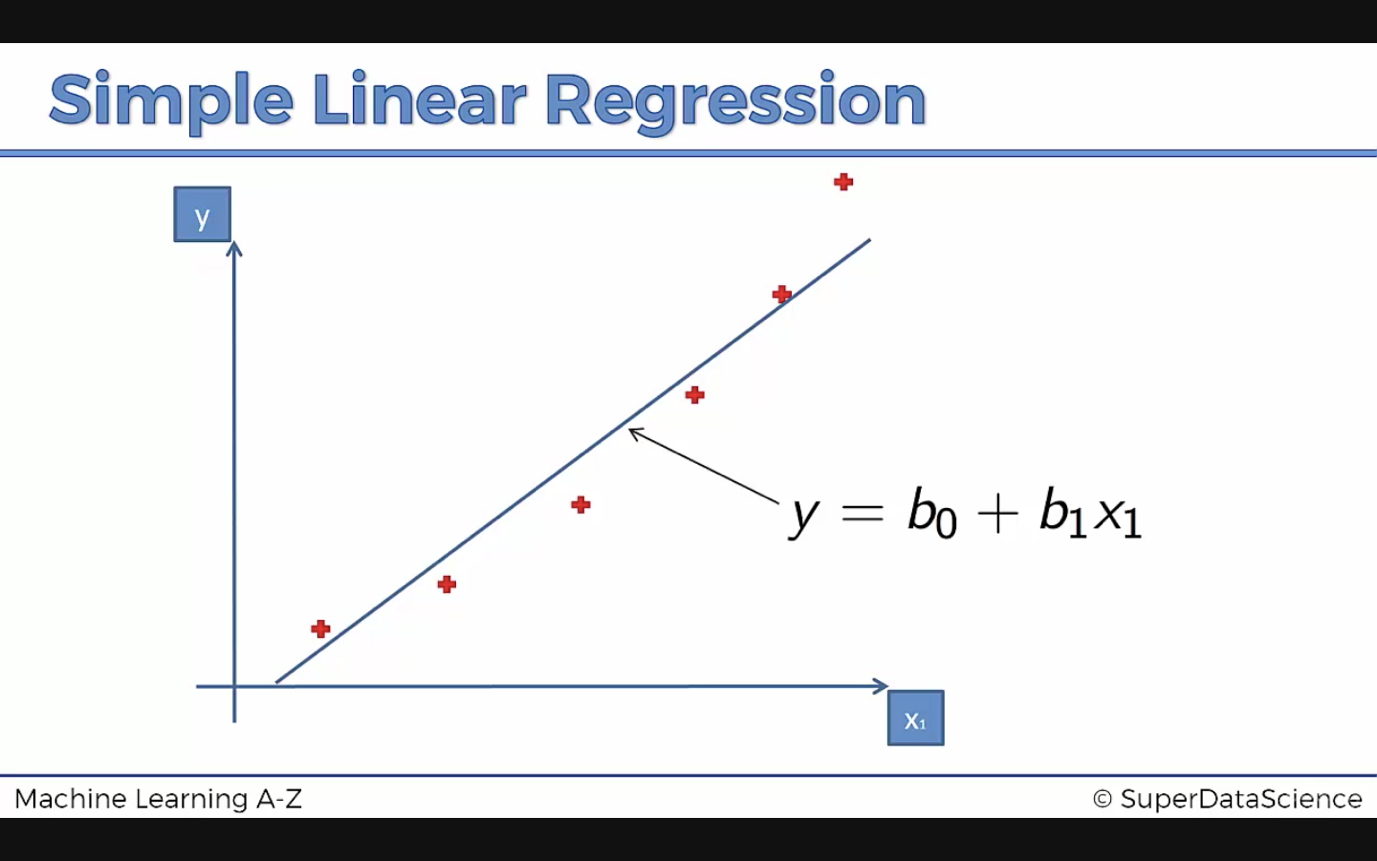 Simple Linear Regression
y
y = b₀ + b₁x₁
x₁
Machine Learning A-Z
© SuperDataScience